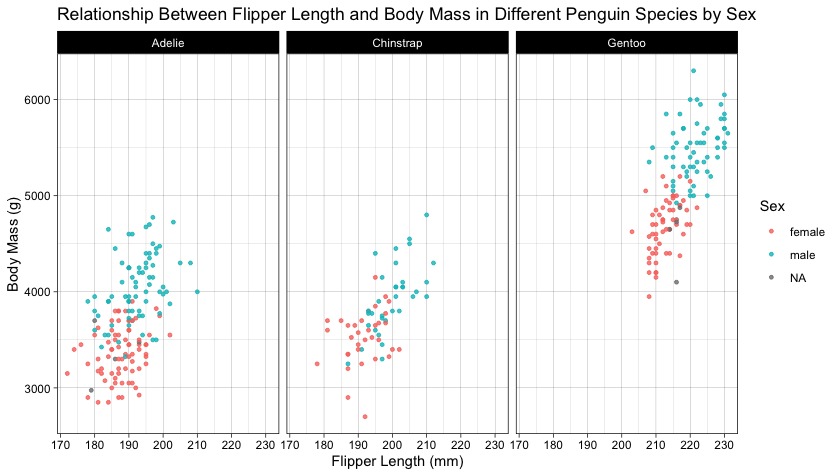 Relationship Between Flipper Length and Body Mass in Different Penguin Species by Sex
Adelie Chinstrap Gentoo
6000
5000
4000
3000
Body Mass (g)
170 180 190 200 210 220 230 170 180 190 200 210 220 230 170 180 190 200 210 220 230
Flipper Length (mm)
Sex
female
male
NA